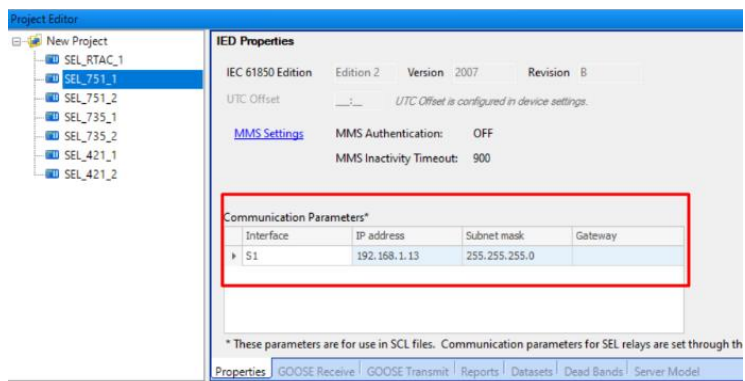 Project Editor
New Project
SEL_RTAC_1
SEL_751_1
SEL_751_2
SEL_735_1
SEL_735_2
SEL_421_1
SEL_421_2
IED Properties
IEC 61850 Edition Edition 2 Version 2007 Revision B
UTC Offset __:__ UTC Offset is configured in device settings.
MMS Settings MMS Authentication: OFF
MMS Inactivity Timeout: 900
Communication Parameters*
Interface IP address Subnet mask Gateway
S1 192.168.1.13 255.255.255.0
* These parameters are for use in SCL files. Communication parameters for SEL relays are set through th
Properties GOOSE Receive GOOSE Transmit Reports Datasets Dead Bands Server Model